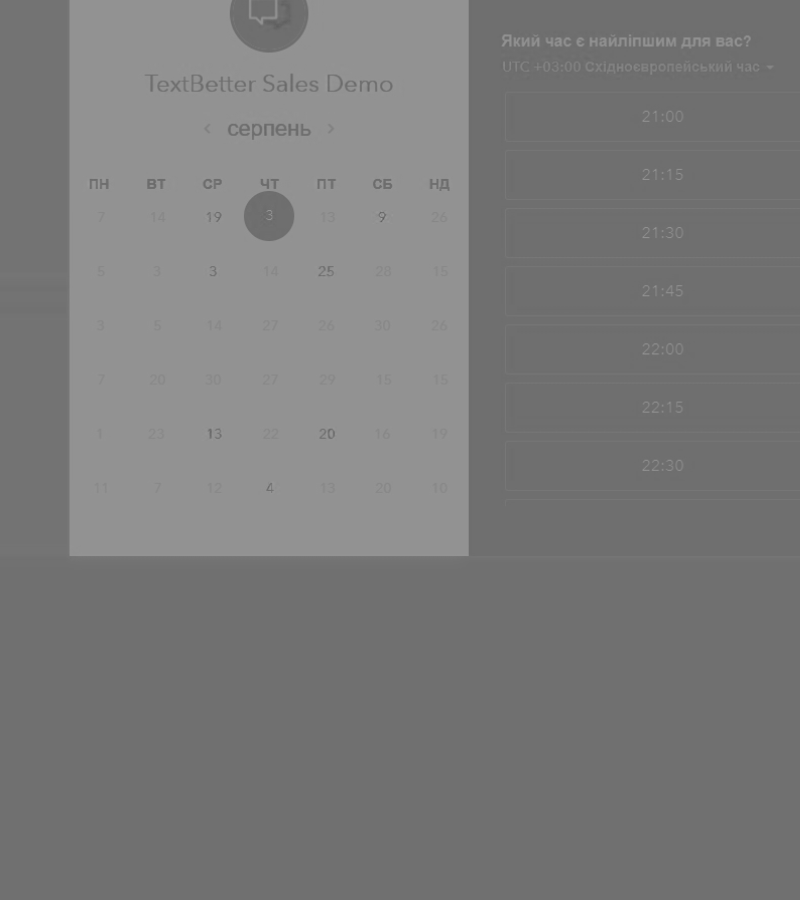 TextBetter Sales Demo
серпень
ПН ВТ СР ЧТ ПТ СБ НД
7 14 19 3 13 9 26
5 3 3 14 25 28 15
3 5 14 27 26 30 26
7 20 30 27 29 15 15
1 23 13 22 20 16 19
11 7 12 4 13 20 10
Який час є найліпшим для вас?
UTC +03:00 Східноєвропейський час
21:00
21:15
21:30
21:45
22:00
22:15
22:30